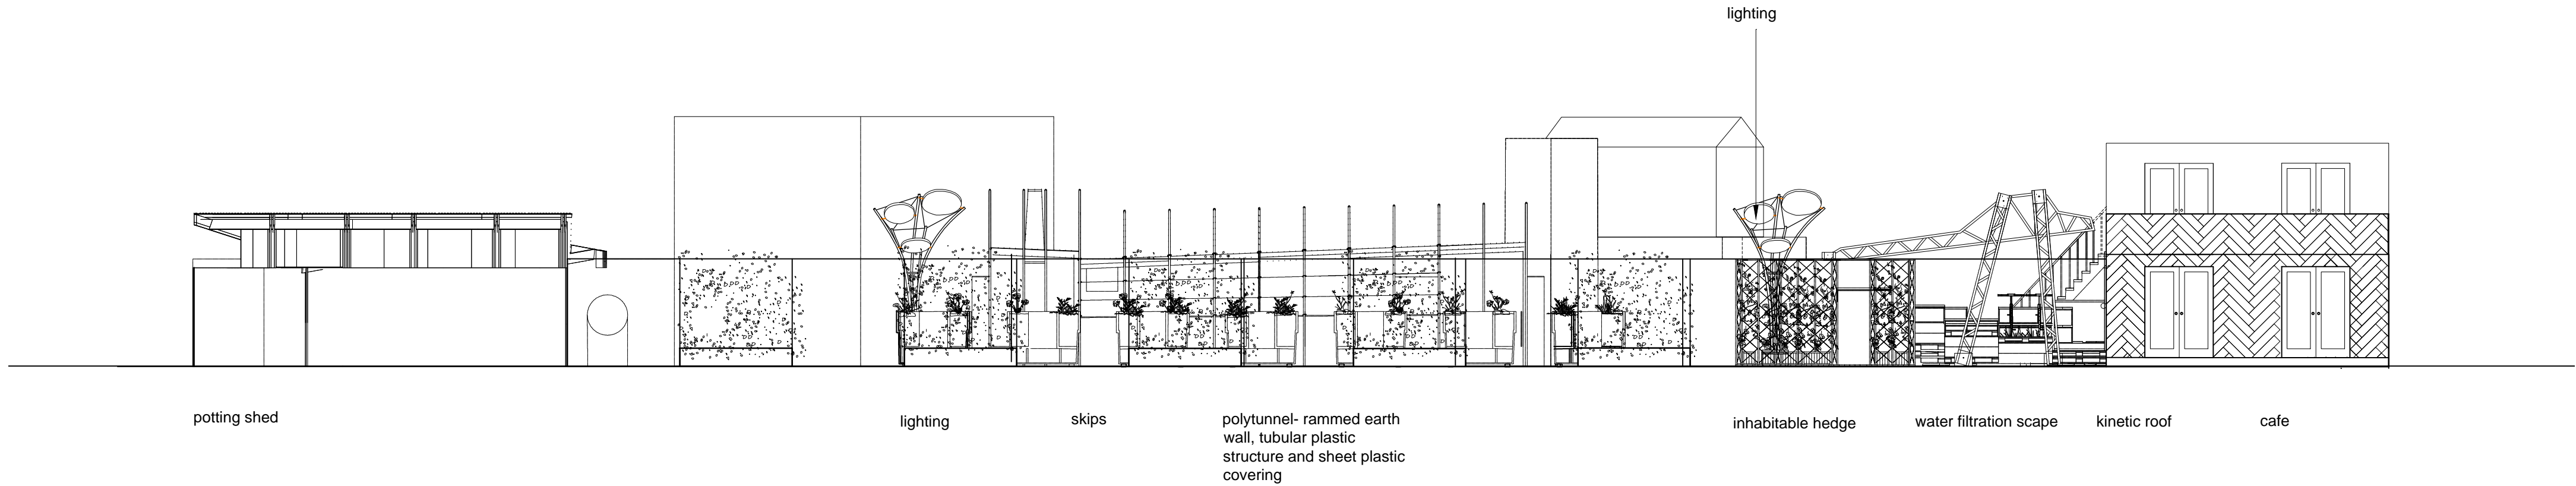 lighting
potting shed
lighting
skips
polytunnel- rammed earth
wall, tubular plastic
structure and sheet plastic
covering
inhabitable hedge
water filtration scape
kinetic roof
cafe